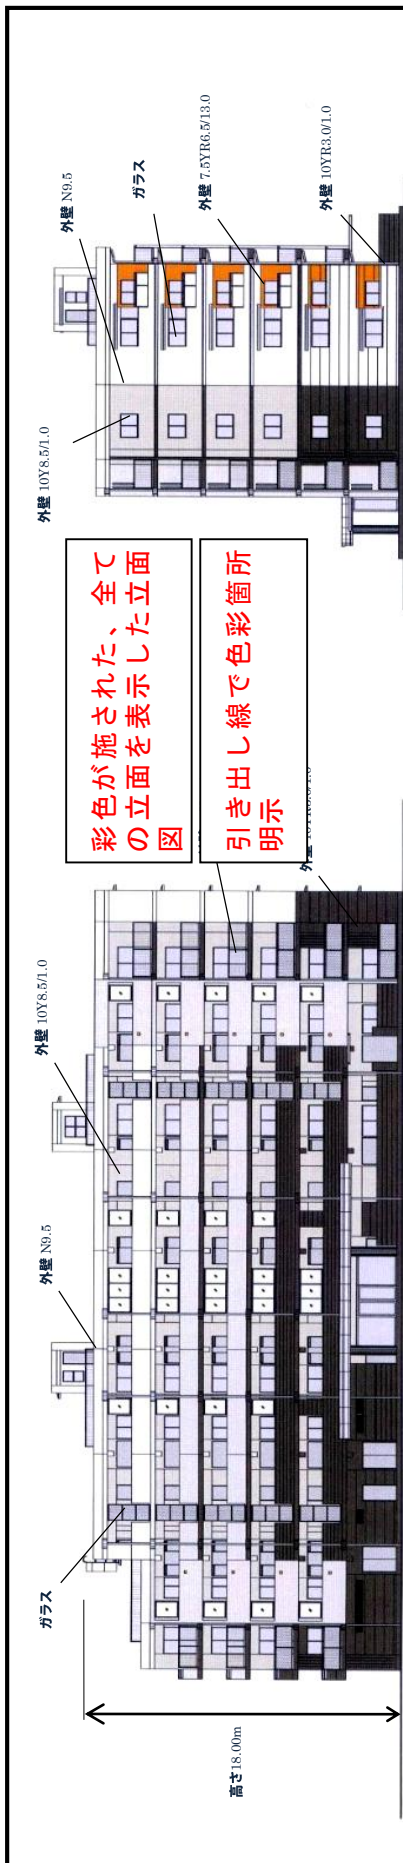 ガラス
外壁 N9.5
外壁 10Y8.5/1.0
高さ18.00m
彩色が施された、全て
の立面を表示した立面
図
引き出し線で色彩箇所
明示
外壁 10Y8.5/1.0
外壁 N9.5
ガラス
外壁 7.5YR6.5/13.0
外壁 10YR3.0/1.0